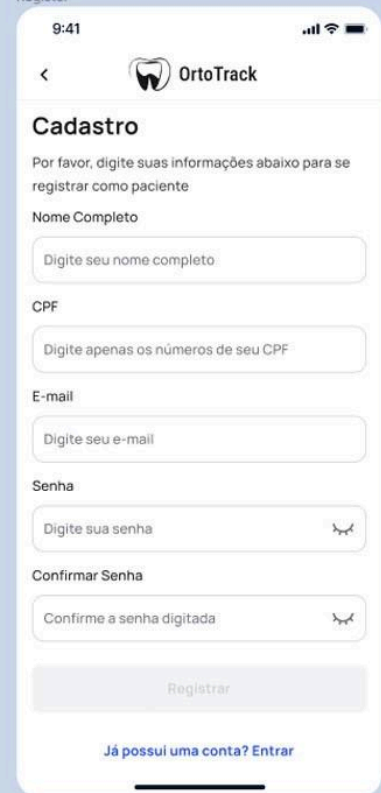 Register
9:41
OrtoTrack
Cadastro
Por favor, digite suas informações abaixo para se
registrar como paciente
Nome Completo
Digite seu nome completo
CPF
Digite apenas os números de seu CPF
E-mail
Digite seu e-mail
Senha
Digite sua senha
Confirmar Senha
Confirme a senha digitada
Registrar
Já possui uma conta? Entrar